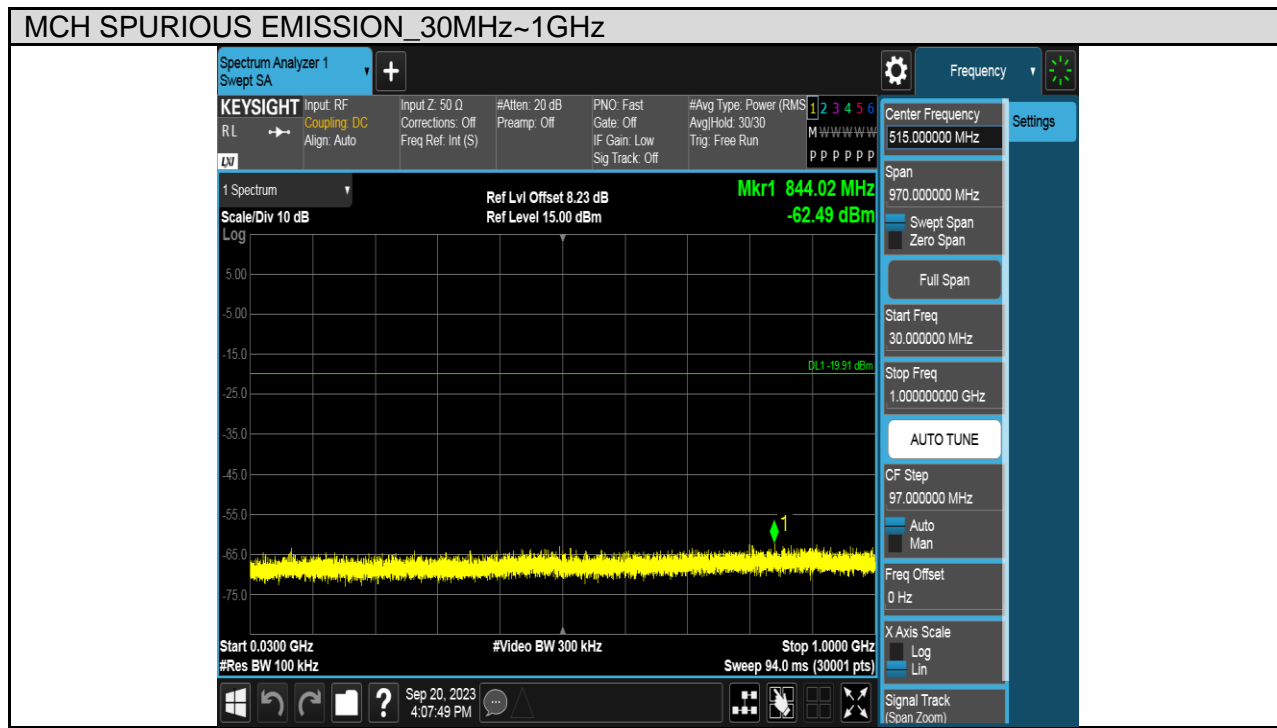 MCH SPURIOUS EMISSION_30MHz~1GHz
Spectrum Analyzer 1
Swept SA
+
Frequency
KEYSIGHT
RL
LXI
Input: RF
Coupling: DC
Align: Auto
Input Z: 50 Ω
Corrections: Off
Freq Ref: Int (S)
#Atten: 20 dB
Preamp: Off
PNO: Fast
Gate: Off
IF Gain: Low
Sig Track: Off
#Avg Type: Power (RMS
Avg|Hold: 30/30
Trig: Free Run
1 2 3 4 5 6
M W W W W W
P P P P P P
1 Spectrum
Scale/Div 10 dB
Ref Lvl Offset 8.23 dB
Ref Level 15.00 dBm
Mkr1 844.02 MHz
-62.49 dBm
Log
5.00
-5.00
-15.0
DL1 -19.91 dBm
-25.0
-35.0
-45.0
-55.0
1
-65.0
-75.0
Start 0.0300 GHz
#Res BW 100 kHz
#Video BW 300 kHz
Stop 1.0000 GHz
Sweep 94.0 ms (30001 pts)
?
Sep 20, 2023
4:07:49 PM
Center Frequency
515.000000 MHz
Settings
Span
970.000000 MHz
Swept Span
Zero Span
Full Span
Start Freq
30.000000 MHz
Stop Freq
1.000000000 GHz
AUTO TUNE
CF Step
97.000000 MHz
Auto
Man
Freq Offset
0 Hz
X Axis Scale
Log
Lin
Signal Track
(Span Zoom)